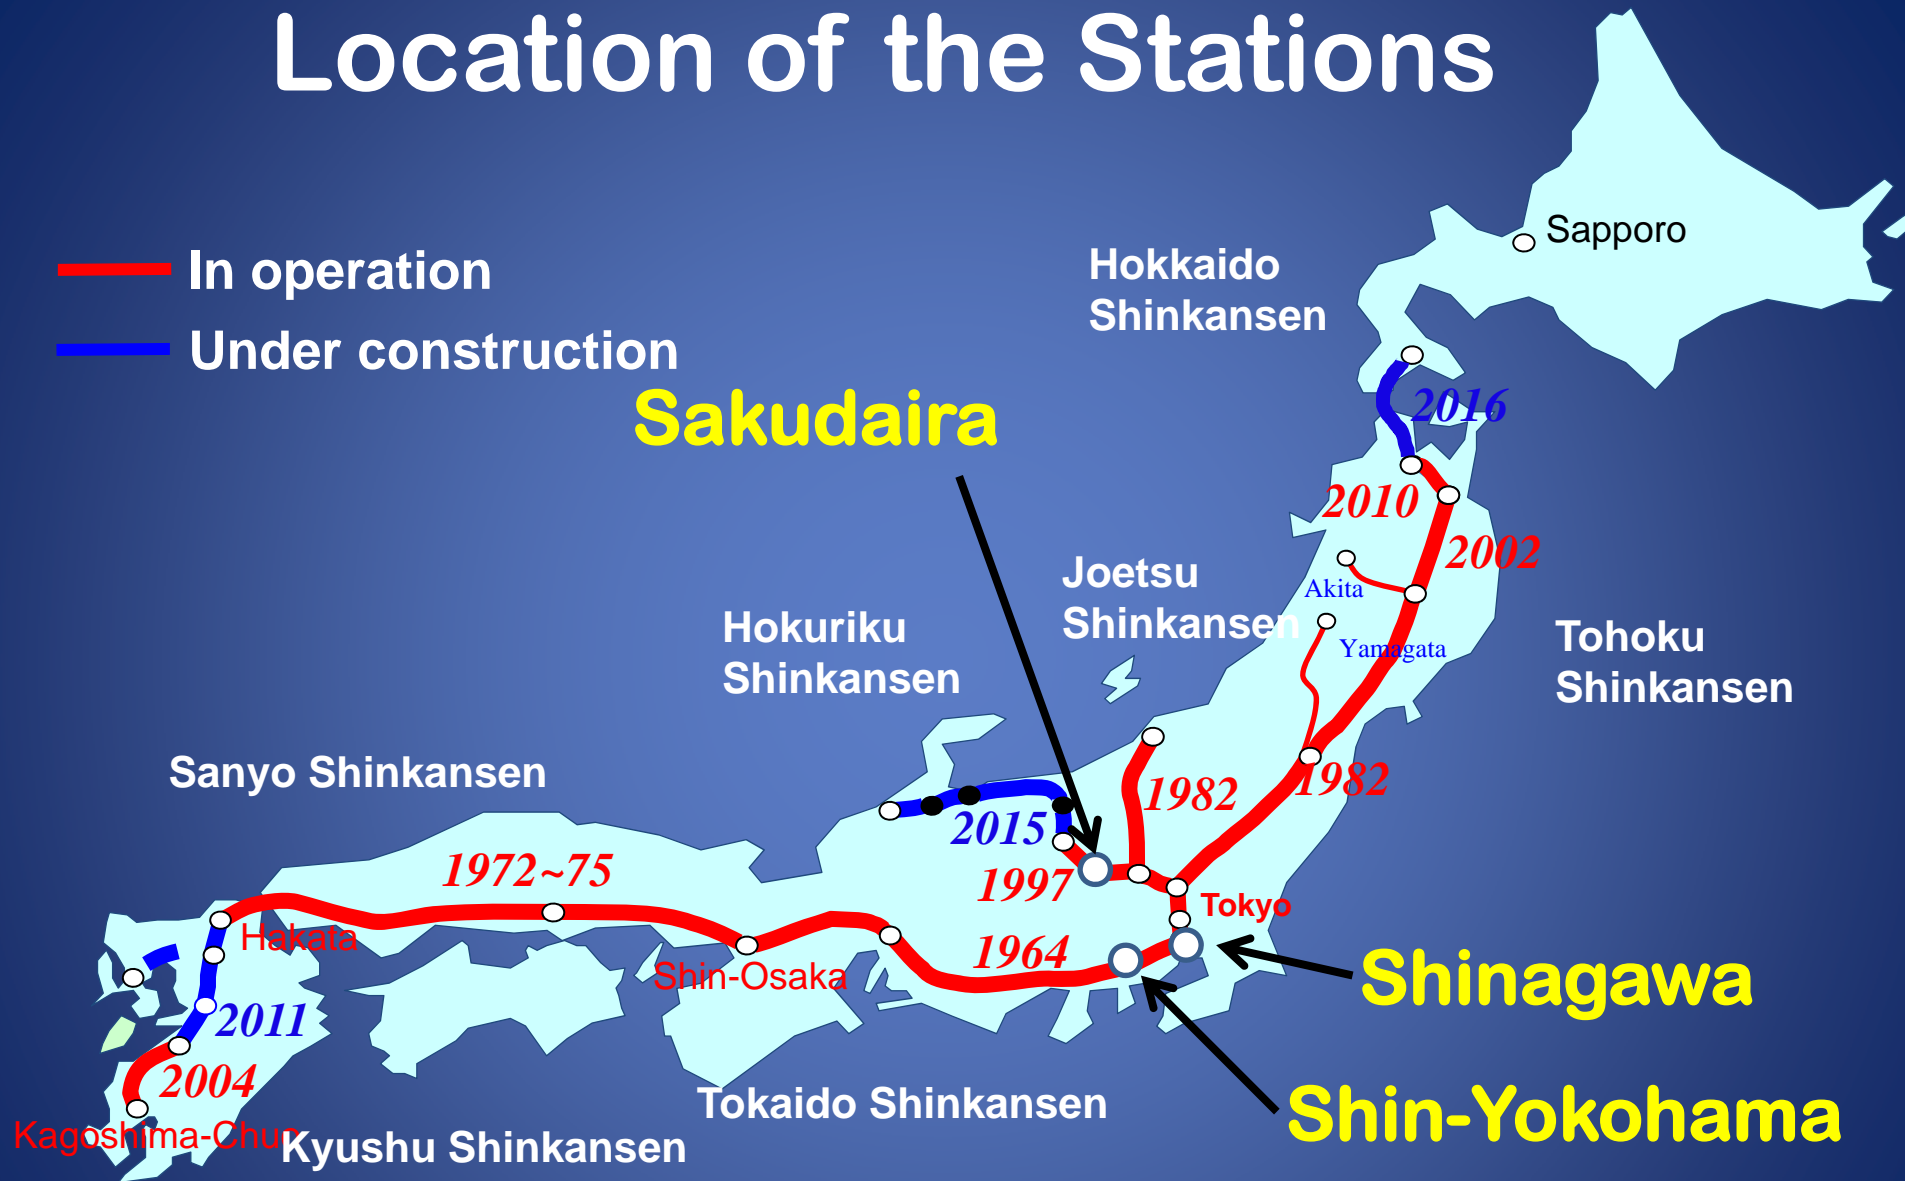 Location of the Stations
In operation
Under construction
Sapporo
Hokkaido
Shinkansen
Sakudaira
2016
2010
2002
Joetsu
Shinkansen
Akita
Hokuriku
Shinkansen
Yamagata
Tohoku
Shinkansen
Sanyo Shinkansen
1982
1982
2015
1972~75
1997
Tokyo
Hakata
1964
Shin-Osaka
Shinagawa
2011
2004
Tokaido Shinkansen
Shin-Yokohama
Kagoshima-Chuo
Kyushu Shinkansen